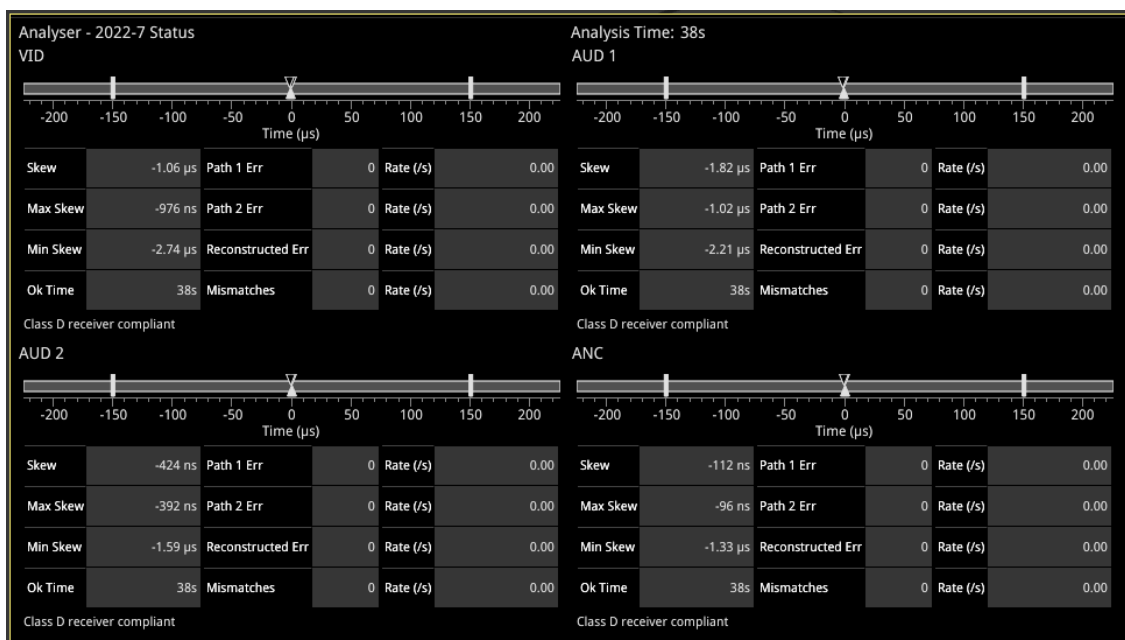 Analyser - 2022-7 Status
Analysis Time: 38s
VID
-200 -150 -100 -50 0 50 100 150 200
Time (µs)
Skew -1.06 µs Path 1 Err 0 Rate (/s) 0.00
Max Skew -976 ns Path 2 Err 0 Rate (/s) 0.00
Min Skew -2.74 µs Reconstructed Err 0 Rate (/s) 0.00
Ok Time 38s Mismatches 0 Rate (/s) 0.00
Class D receiver compliant
AUD 1
-200 -150 -100 -50 0 50 100 150 200
Time (µs)
Skew -1.82 µs Path 1 Err 0 Rate (/s) 0.00
Max Skew -1.02 µs Path 2 Err 0 Rate (/s) 0.00
Min Skew -2.21 µs Reconstructed Err 0 Rate (/s) 0.00
Ok Time 38s Mismatches 0 Rate (/s) 0.00
Class D receiver compliant
AUD 2
-200 -150 -100 -50 0 50 100 150 200
Time (µs)
Skew -424 ns Path 1 Err 0 Rate (/s) 0.00
Max Skew -392 ns Path 2 Err 0 Rate (/s) 0.00
Min Skew -1.59 µs Reconstructed Err 0 Rate (/s) 0.00
Ok Time 38s Mismatches 0 Rate (/s) 0.00
Class D receiver compliant
ANC
-200 -150 -100 -50 0 50 100 150 200
Time (µs)
Skew -112 ns Path 1 Err 0 Rate (/s) 0.00
Max Skew -96 ns Path 2 Err 0 Rate (/s) 0.00
Min Skew -1.33 µs Reconstructed Err 0 Rate (/s) 0.00
Ok Time 38s Mismatches 0 Rate (/s) 0.00
Class D receiver compliant